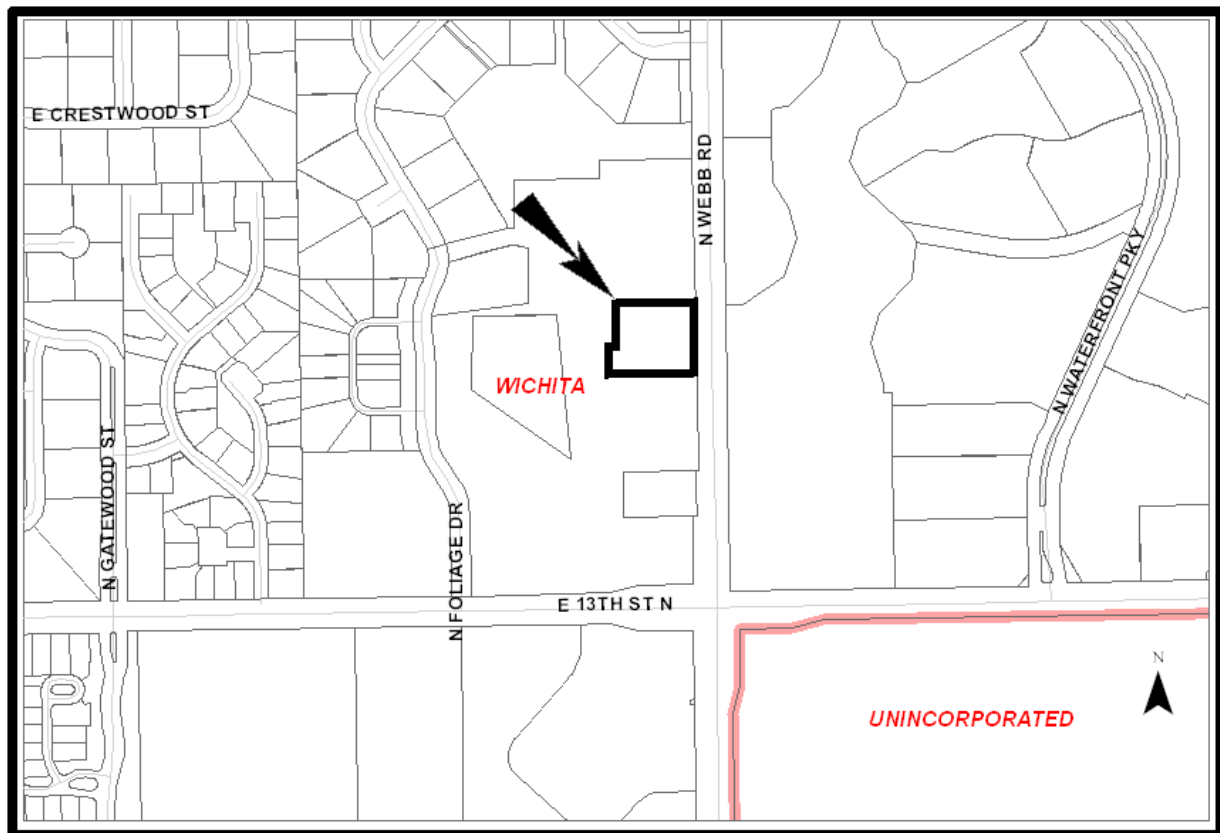 E CRESTWOOD ST
N WEBB RD
N WATERFRONT PKY
WICHITA
N GATEWOOD ST
N FOLIAGE DR
E 13TH ST N
N
UNINCORPORATED